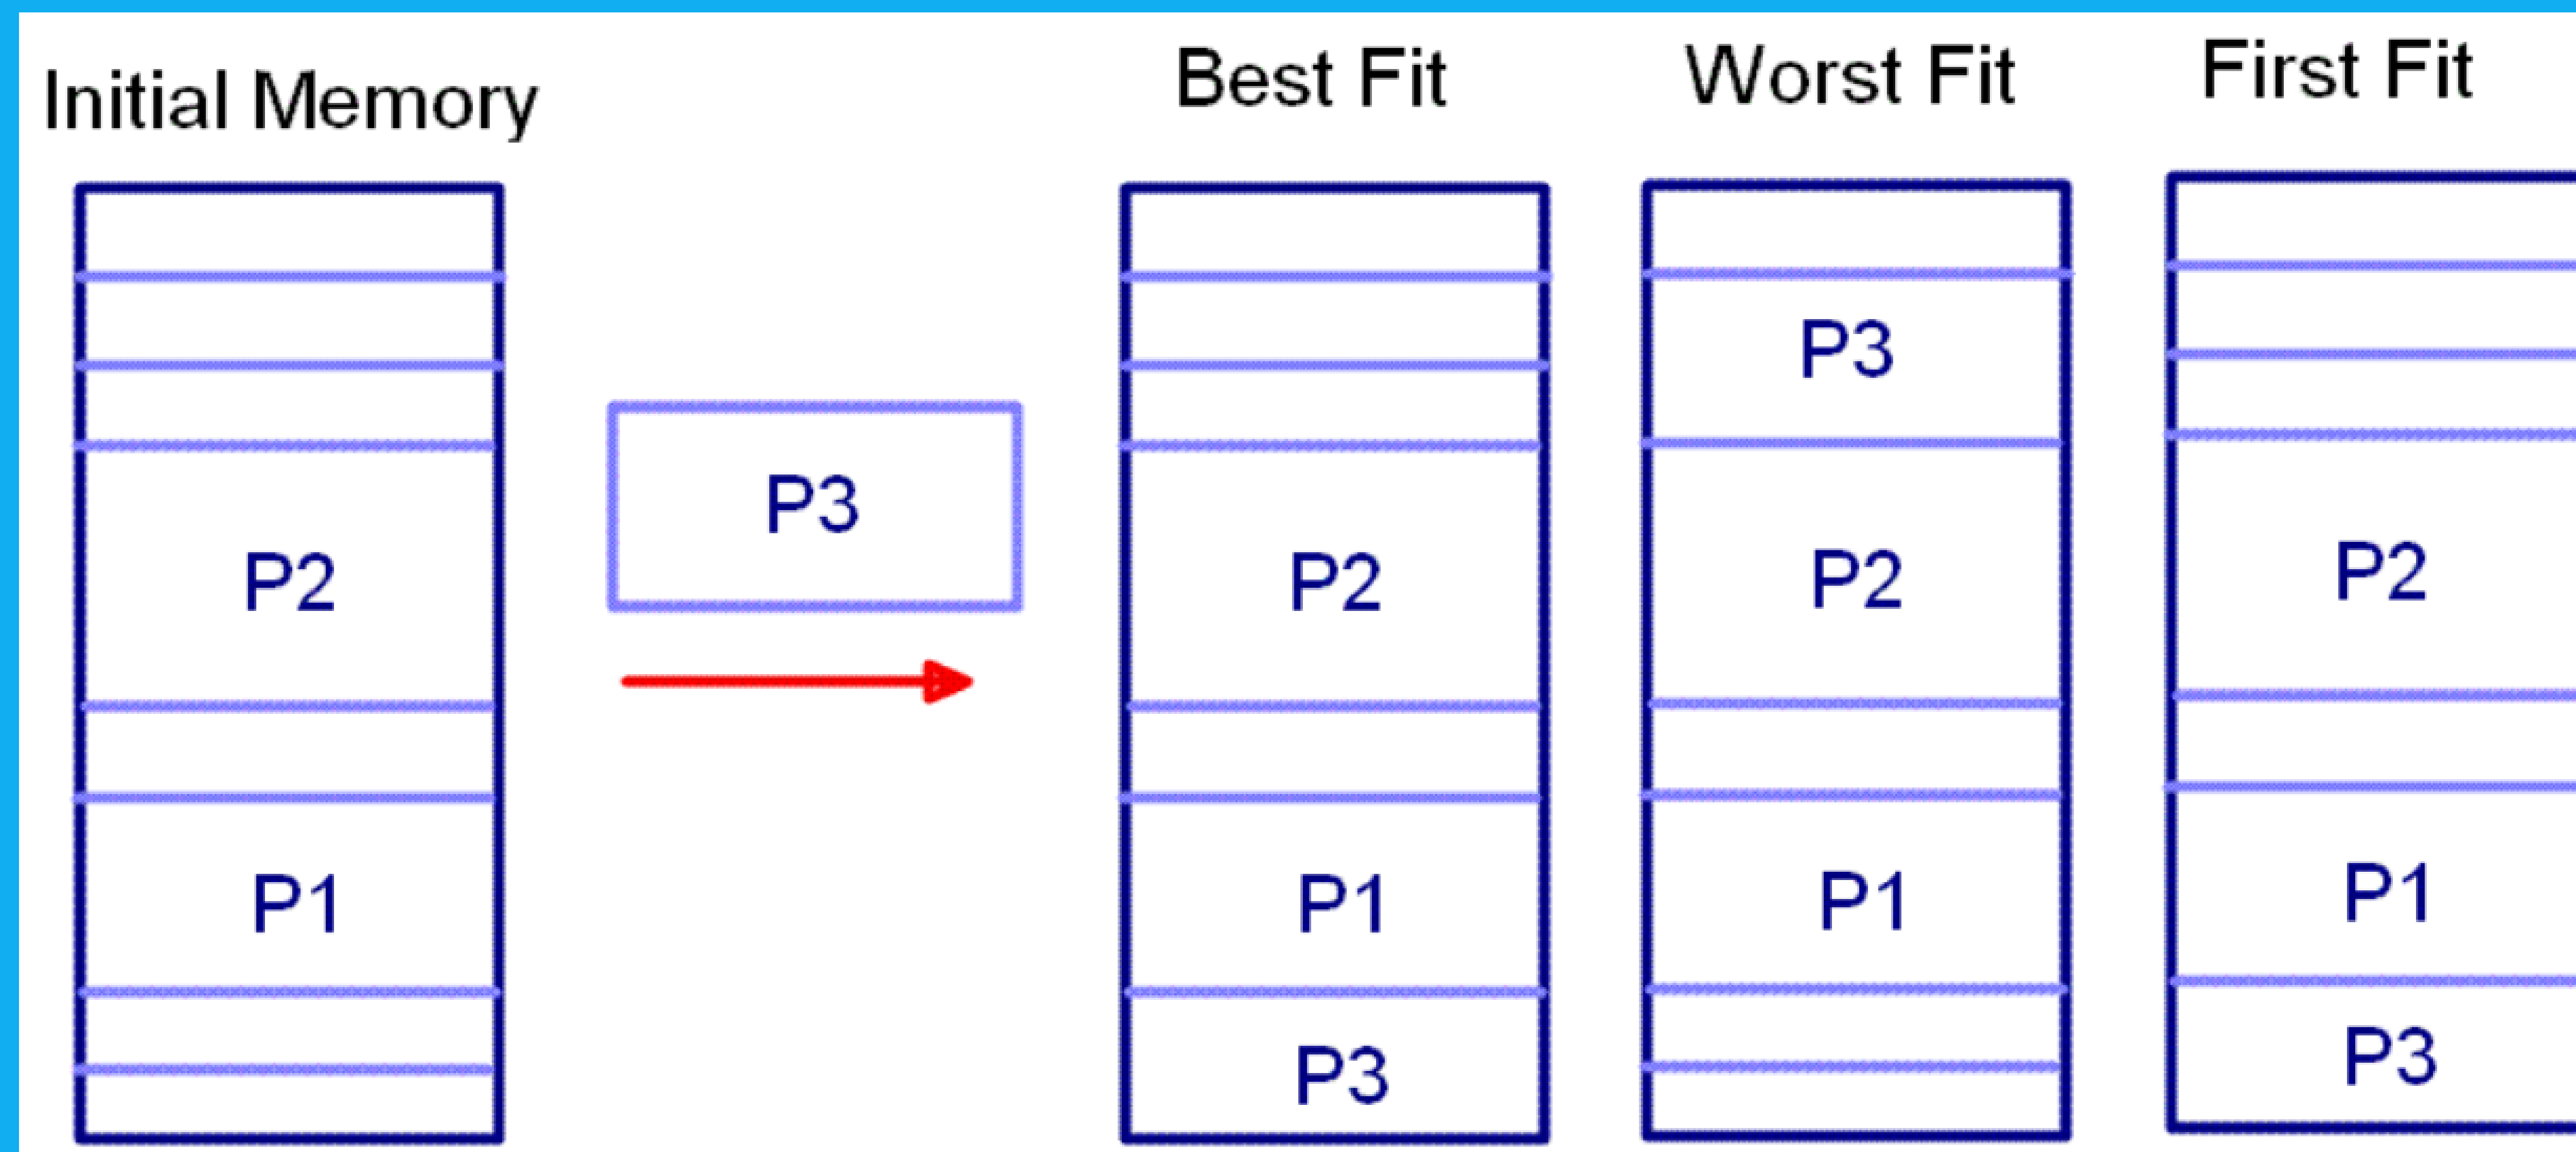 Initial Memory
P2
P1
P3
Best Fit
P2
P1
P3
Worst Fit
P3
P2
P1
First Fit
P2
P1
P3